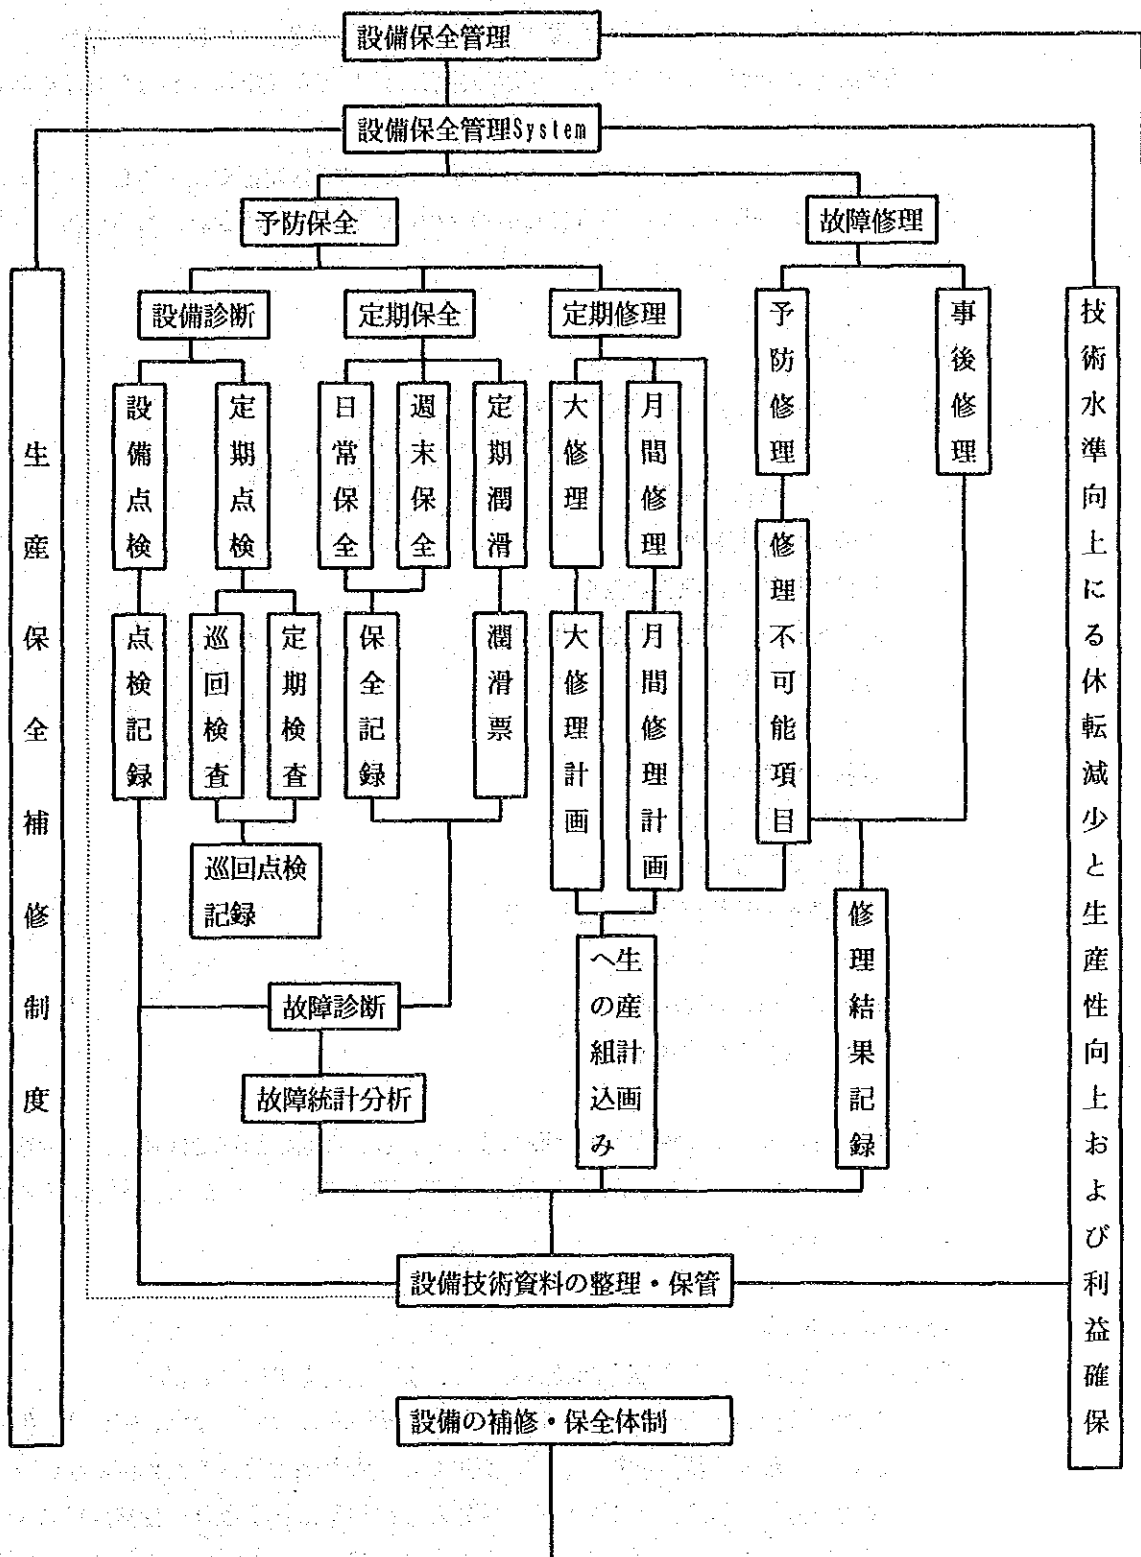 設備保全管理
設備保全管理System
予防保全
故障修理
生産保全補修制度
設備診断
定期保全
定期修理
予防修理
事後修理
技術水準向上にる休転減少と生産性向上および利益確保
設備点検
定期点検
日常保全
週末保全
定期潤滑
大修理
月間修理
修理不可能項目
点検記録
巡回検査
定期検査
保全記録
潤滑票
大修理計画
月間修理計画
巡回点検
記録
修理結果記録
生産計画
への組込み
故障診断
故障統計分析
設備技術資料の整理・保管
設備の補修・保全体制